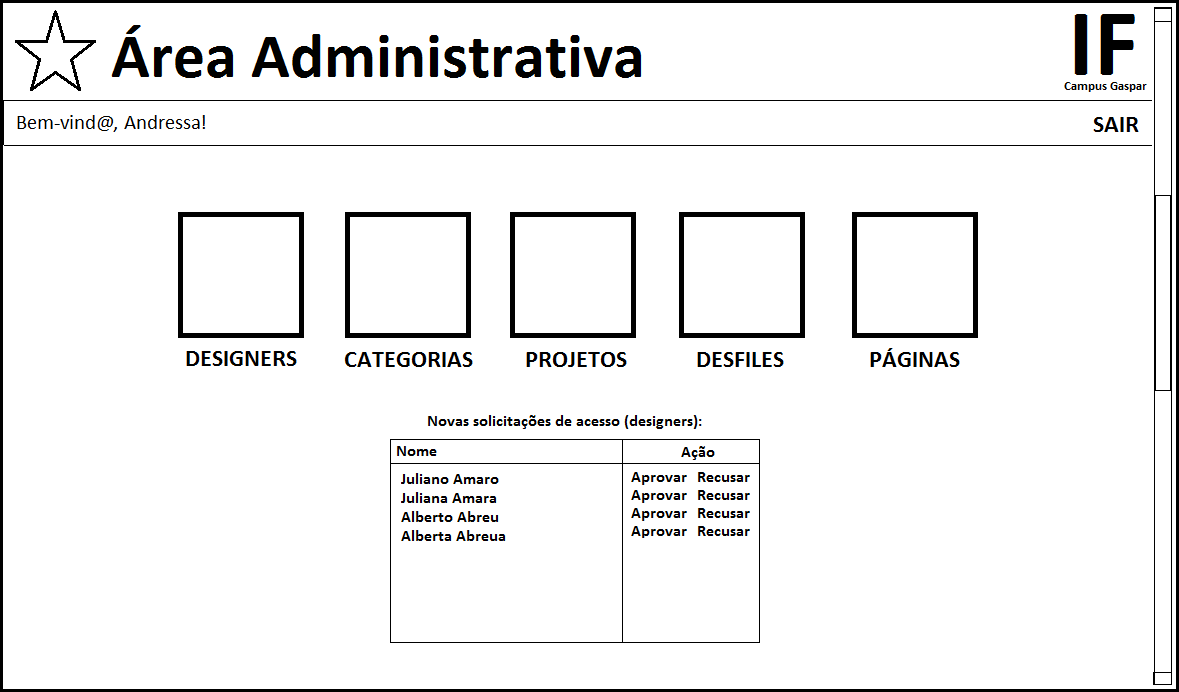 Área Administrativa
IF
Campus Gaspar
Bem-vind@, Andressa!
SAIR
DESIGNERS CATEGORIAS PROJETOS DESFILES PÁGINAS
Novas solicitações de acesso (designers):
Nome Ação
Juliano Amaro Aprovar Recusar
Juliana Amara Aprovar Recusar
Alberto Abreu Aprovar Recusar
Alberta Abreua Aprovar Recusar